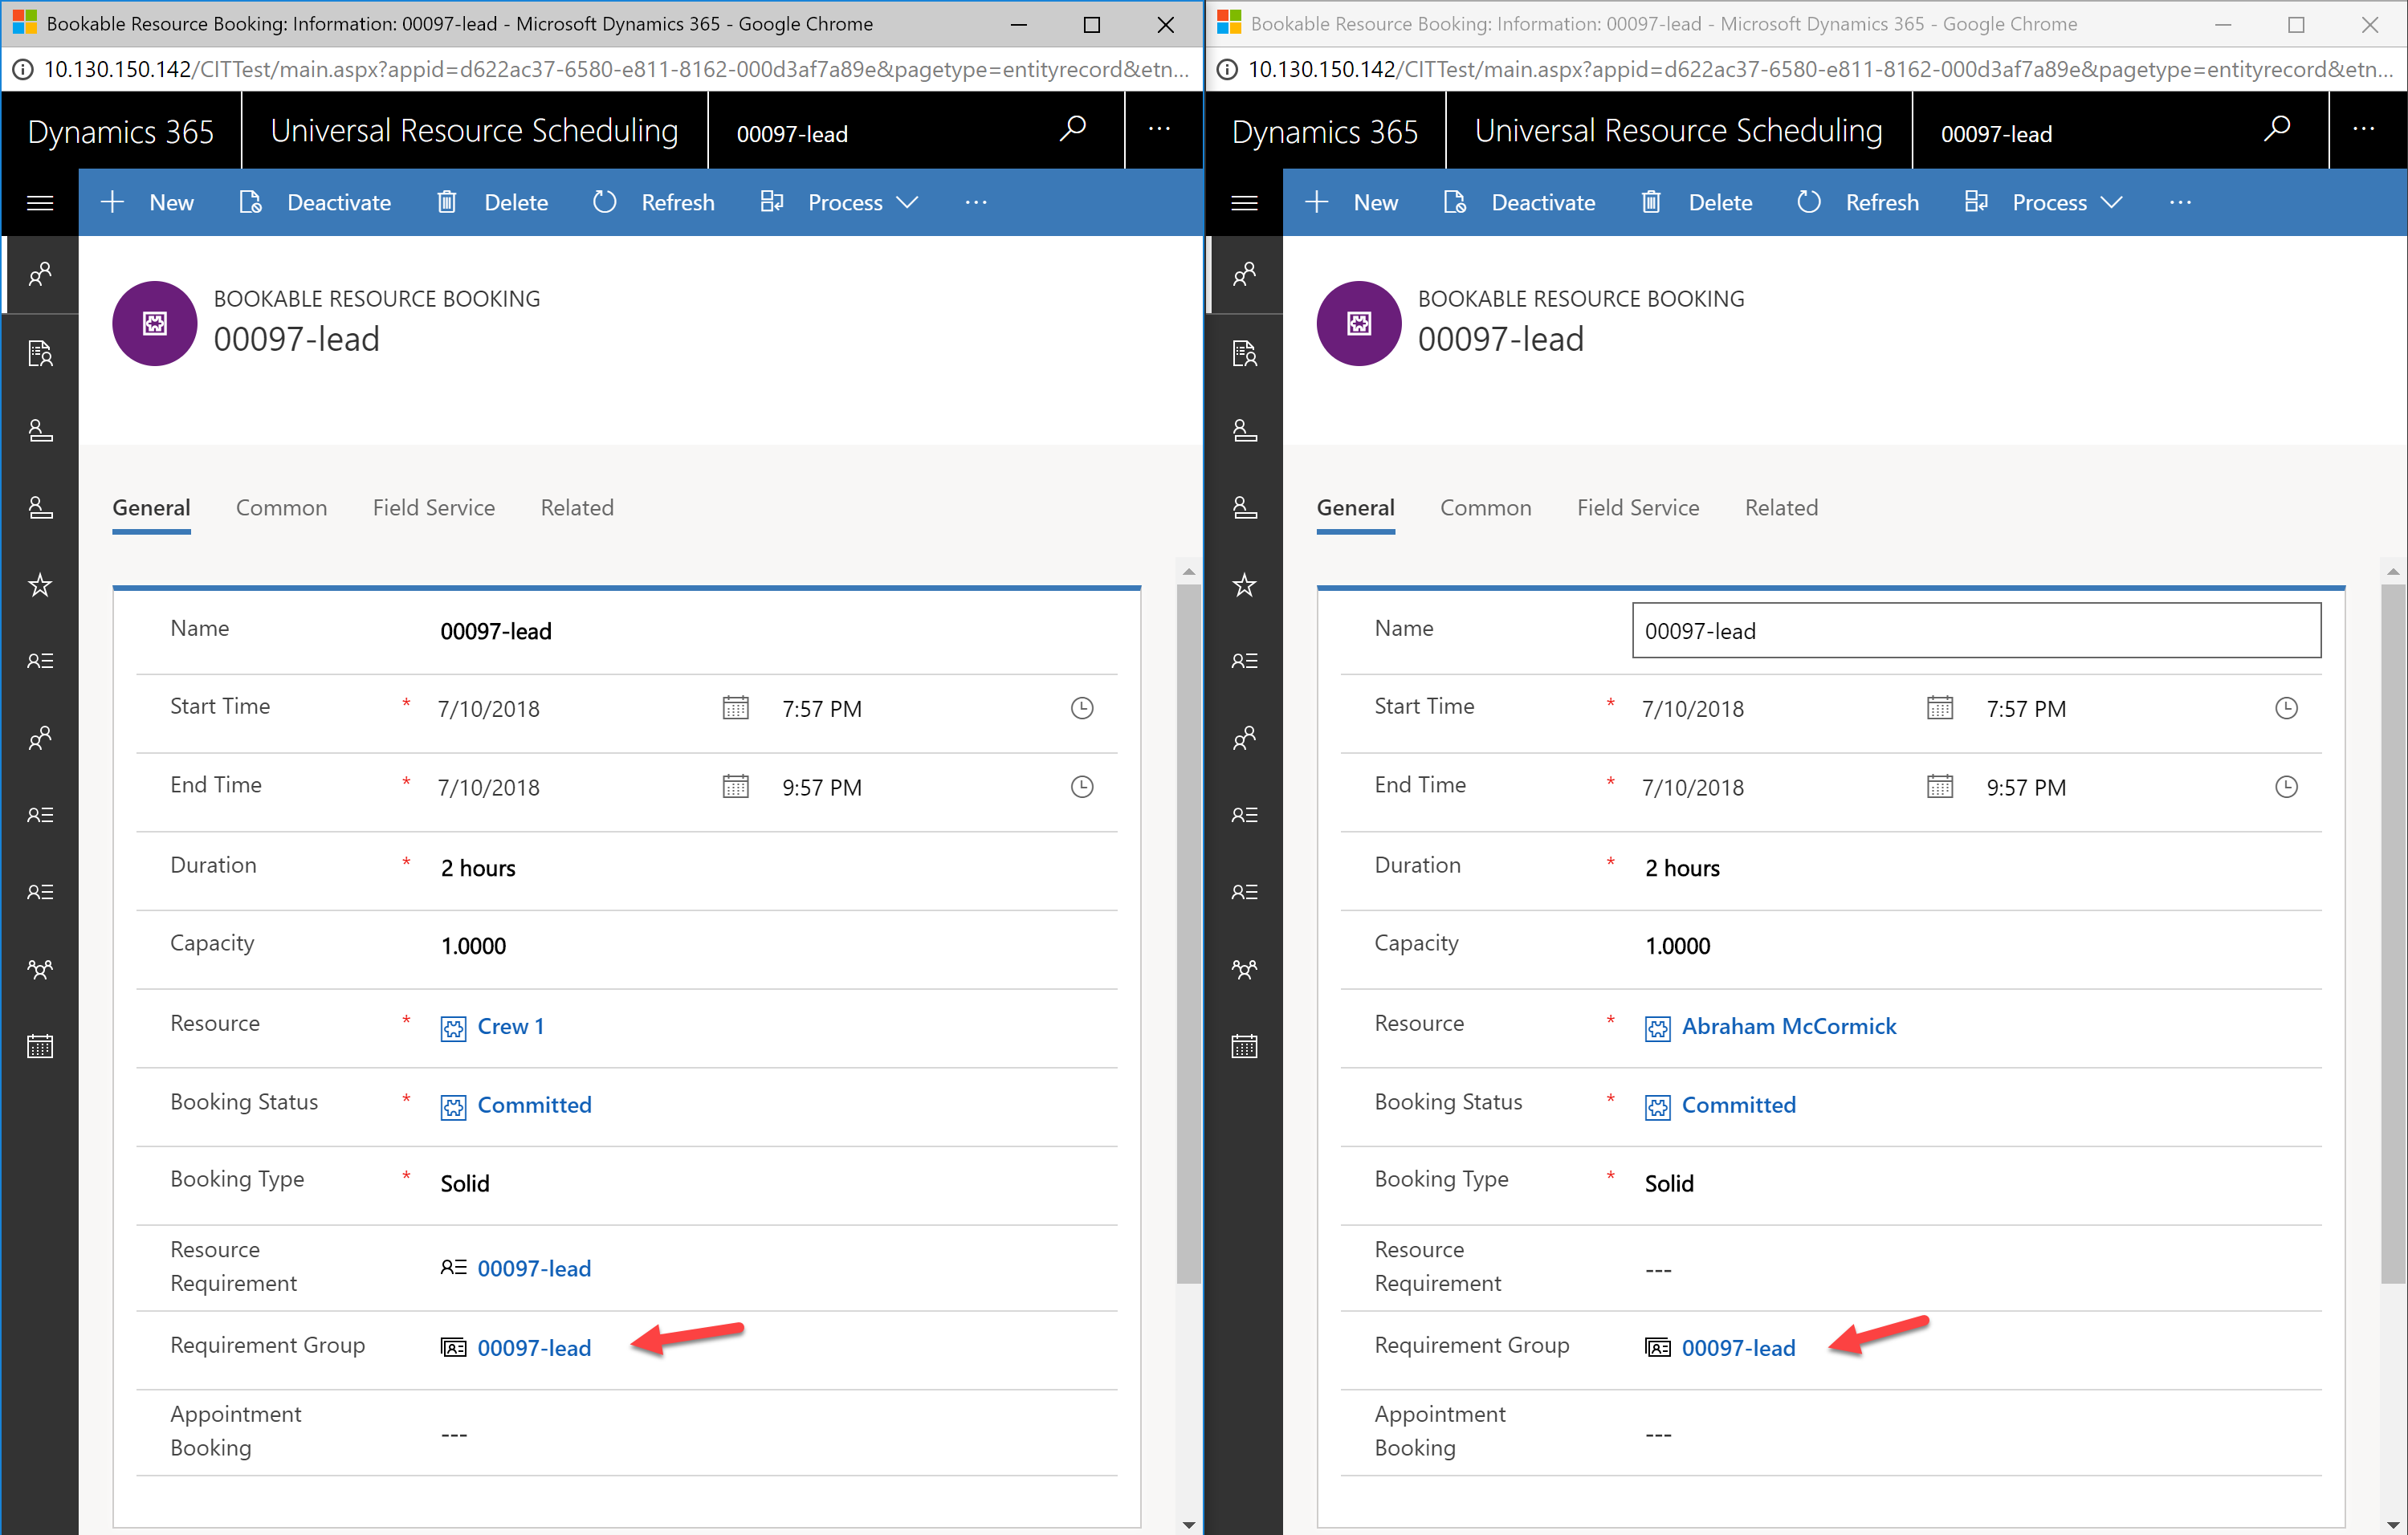 Bookable Resource Booking: Information: 00097-lead - Microsoft Dynamics 365 - Google Chrome
10.130.150.142/CITTest/main.aspx?appid=d622ac37-6580-e811-8162-000d3af7a89e&pagetype=entityrecord&etn...
Dynamics 365
Universal Resource Scheduling
00097-lead
...
New
Deactivate
Delete
Refresh
Process
...
BOOKABLE RESOURCE BOOKING
00097-lead
General
Common
Field Service
Related
Name
00097-lead
Start Time * 7/10/2018 7:57 PM
End Time * 7/10/2018 9:57 PM
Duration * 2 hours
Capacity 1.0000
Resource * Crew 1
Booking Status * Committed
Booking Type * Solid
Resource
Requirement
00097-lead
Requirement Group 00097-lead
Appointment
Booking
---
Bookable Resource Booking: Information: 00097-lead - Microsoft Dynamics 365 - Google Chrome
10.130.150.142/CITTest/main.aspx?appid=d622ac37-6580-e811-8162-000d3af7a89e&pagetype=entityrecord&etn...
Dynamics 365
Universal Resource Scheduling
00097-lead
...
New
Deactivate
Delete
Refresh
Process
...
BOOKABLE RESOURCE BOOKING
00097-lead
General
Common
Field Service
Related
Name
00097-lead
Start Time * 7/10/2018 7:57 PM
End Time * 7/10/2018 9:57 PM
Duration * 2 hours
Capacity 1.0000
Resource * Abraham McCormick
Booking Status * Committed
Booking Type * Solid
Resource
Requirement
---
Requirement Group 00097-lead
Appointment
Booking
---